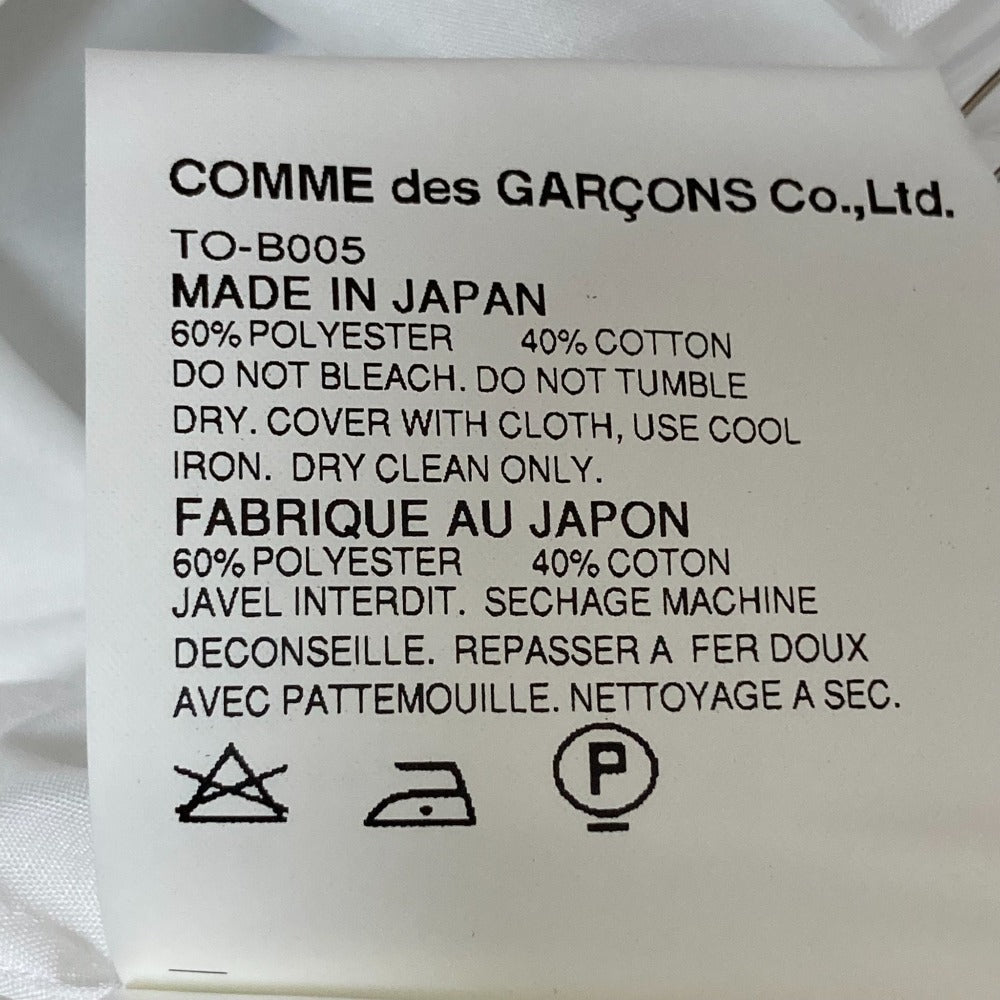 COMME des GARÇONS Co.,Ltd.
TO-B005
MADE IN JAPAN
60% POLYESTER 40% COTTON
DO NOT BLEACH. DO NOT TUMBLE
DRY. COVER WITH CLOTH, USE COOL
IRON. DRY CLEAN ONLY.
FABRIQUE AU JAPON
60% POLYESTER 40% COTON
JAVEL INTERDIT. SECHAGE MACHINE
DECONSEILLE. REPASSER A FER DOUX
AVEC PATTEMOUILLE. NETTOYAGE A SEC.
P